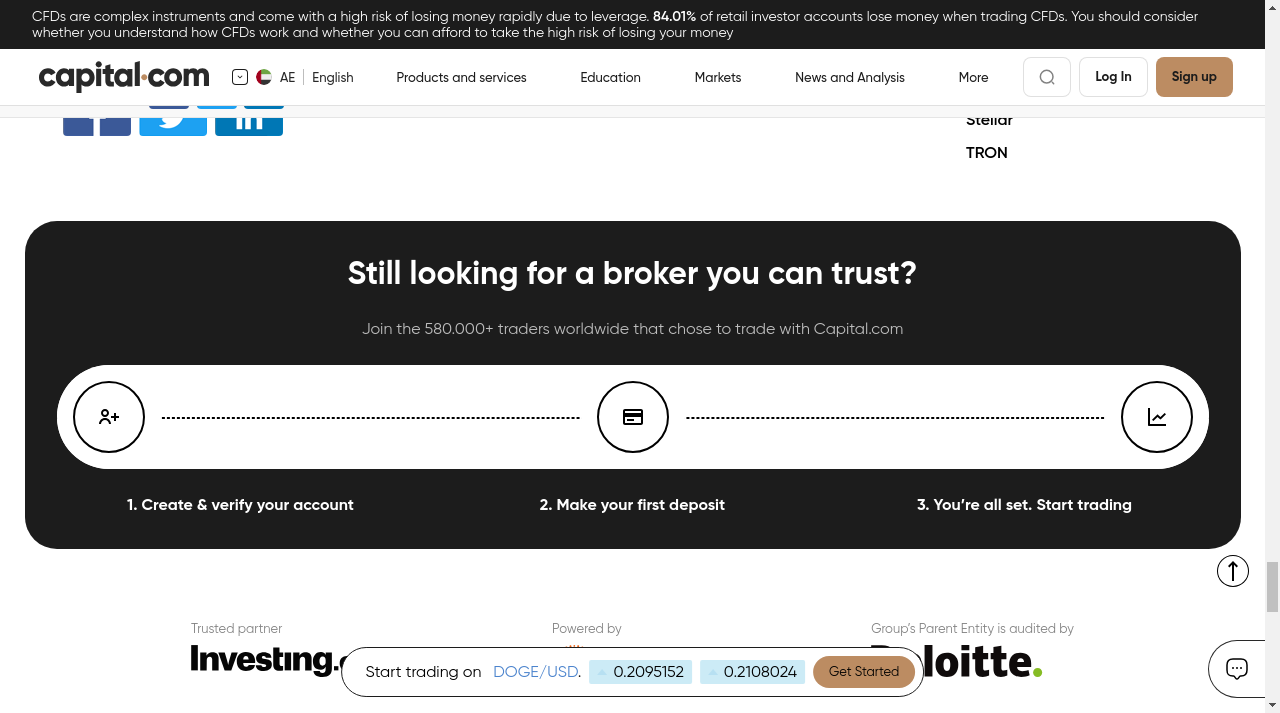 CFDs are complex instruments and come with a high risk of losing money rapidly due to leverage. 84.01% of retail investor accounts lose money when trading CFDs. You should consider
whether you understand how CFDs work and whether you can afford to take the high risk of losing your money
capital.com
AE English
Products and services
Education
Markets
News and Analysis
More
Log In
Sign up
Stellar
TRON
Still looking for a broker you can trust?
Join the 580.000+ traders worldwide that chose to trade with Capital.com
1. Create & verify your account
2. Make your first deposit
3. You’re all set. Start trading
Trusted partner
Powered by
Group’s Parent Entity is audited by
Investing.
Deloitte.
Start trading on DOGE/USD. 0.2095152 0.2108024 Get Started